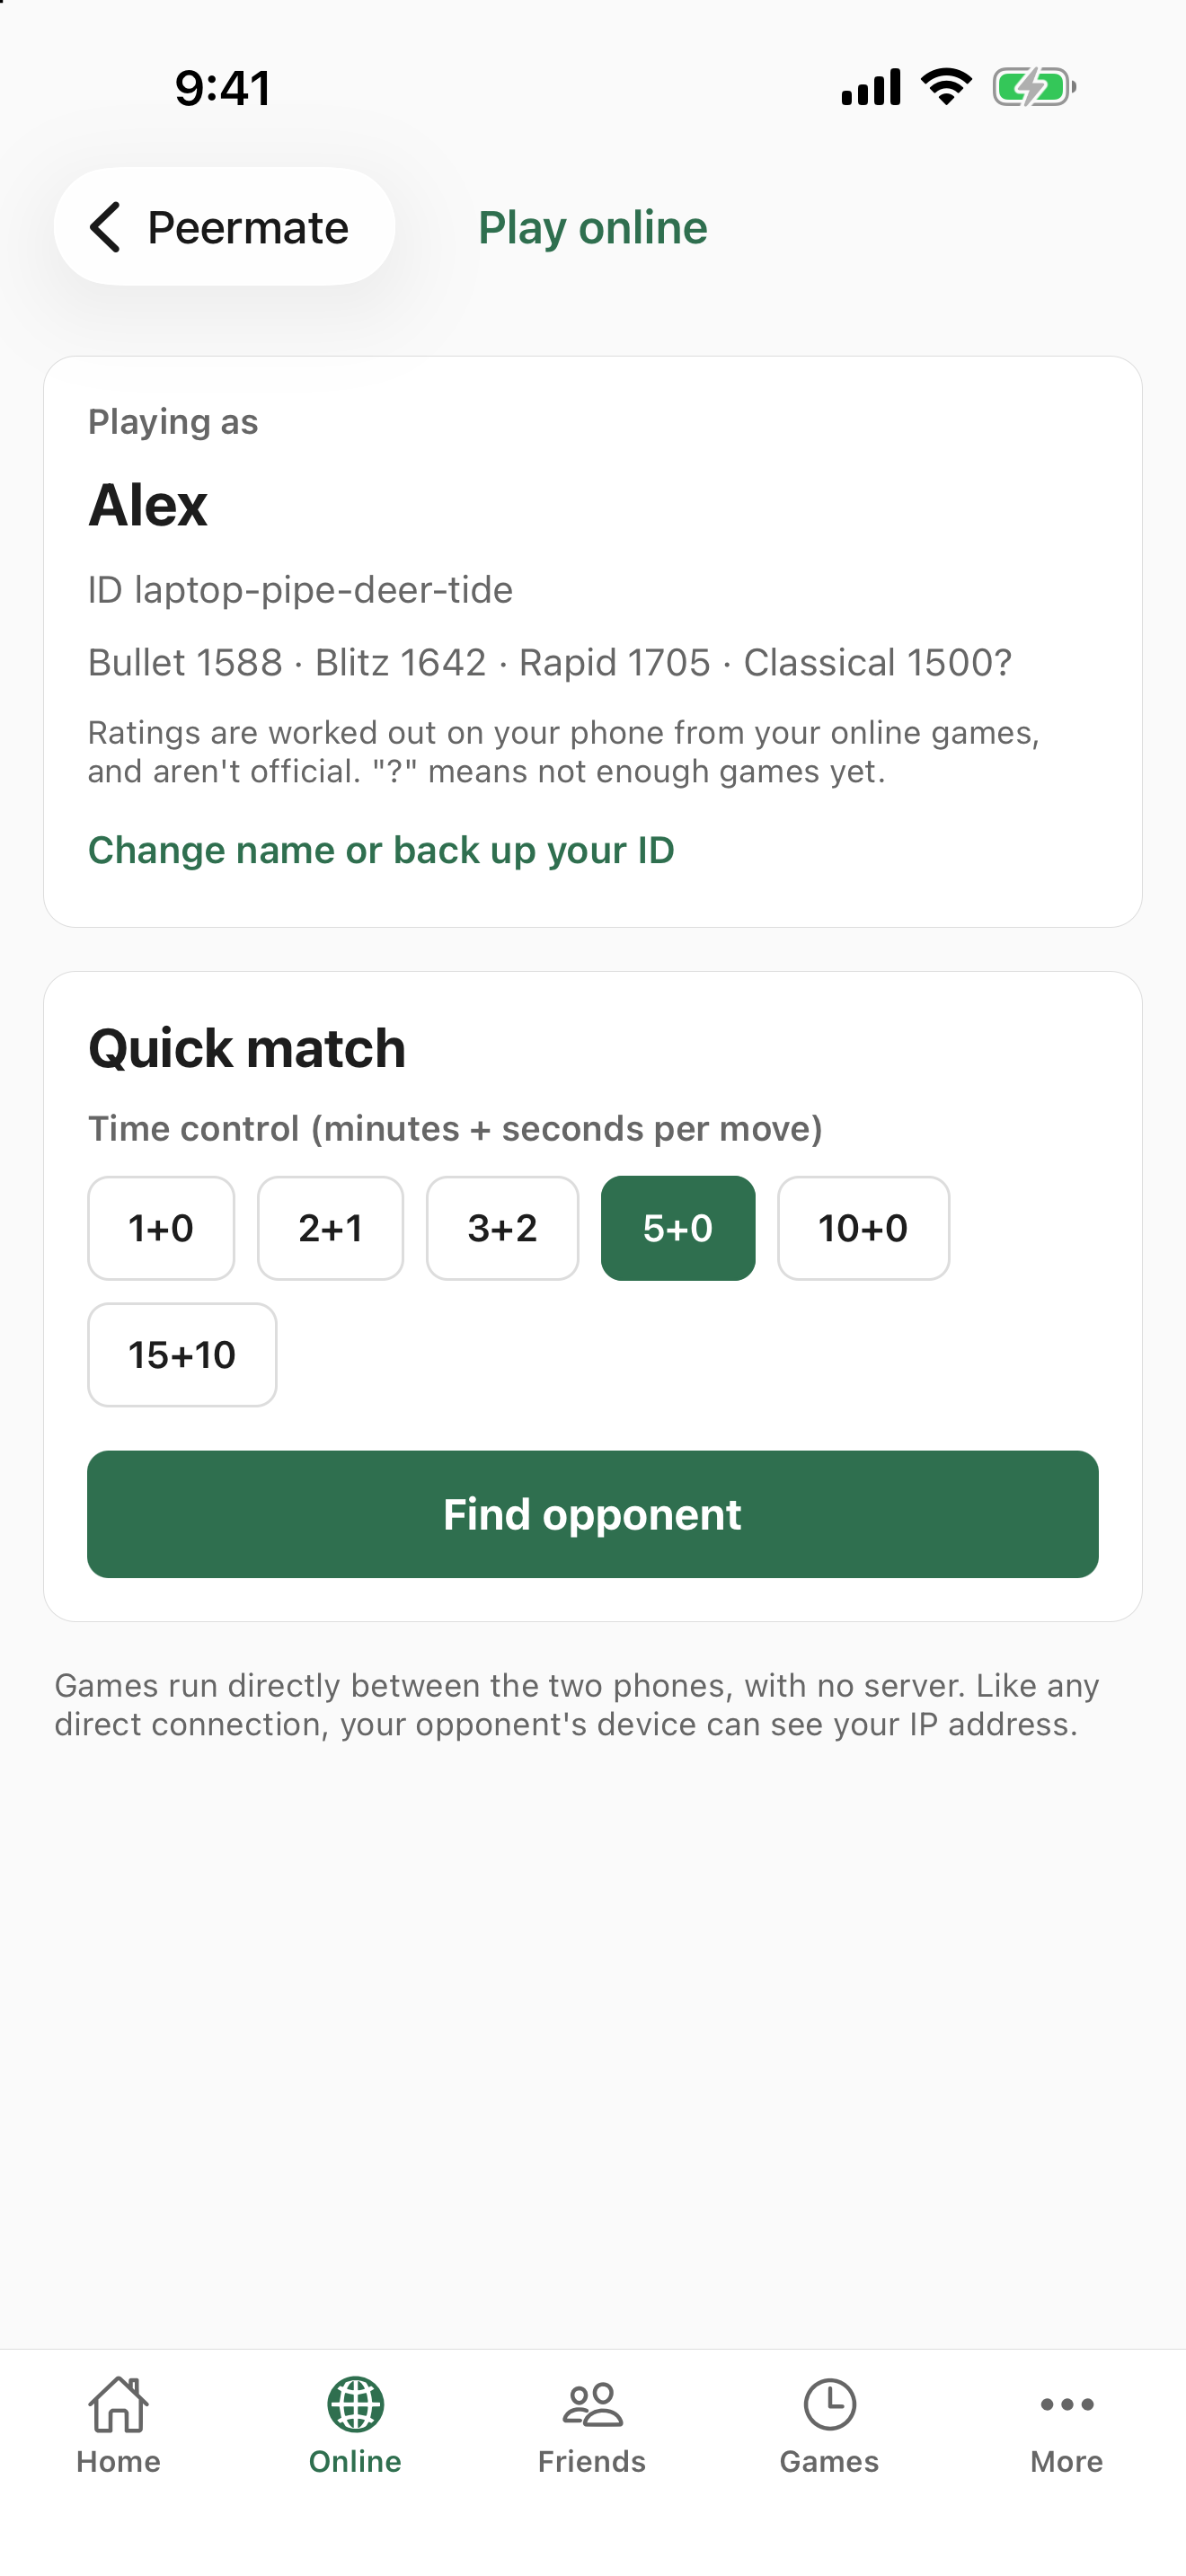 9:41
Peermate
Play online
Playing as
Alex
ID laptop-pipe-deer-tide
Bullet 1588 · Blitz 1642 · Rapid 1705 · Classical 1500?
Ratings are worked out on your phone from your online games,
and aren't official. "?" means not enough games yet.
Change name or back up your ID
Quick match
Time control (minutes + seconds per move)
1+0 2+1 3+2 5+0 10+0
15+10
Find opponent
Games run directly between the two phones, with no server. Like any
direct connection, your opponent's device can see your IP address.
Home Online Friends Games More